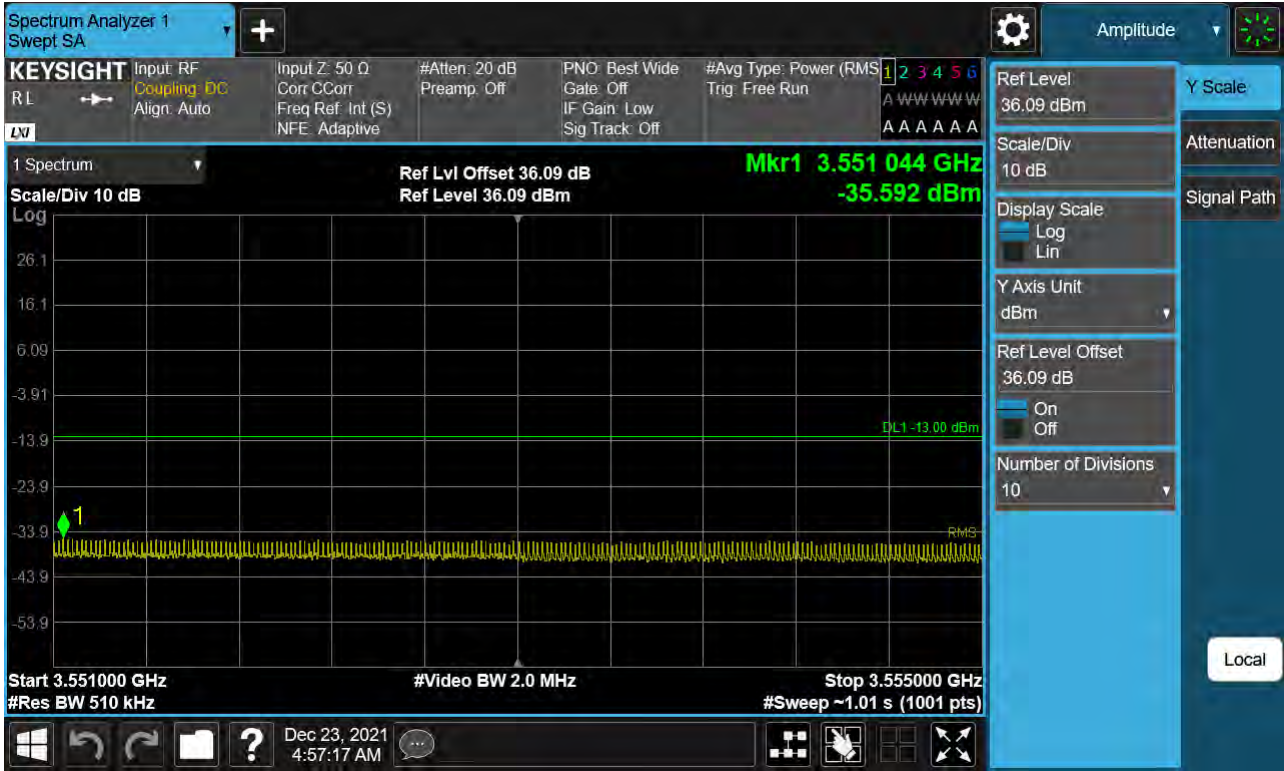 Spectrum Analyzer 1
Swept SA
Amplitude
KEYSIGHT
RL
LXI
Input: RF
Coupling: DC
Align: Auto
Input Z: 50 Ω
Corr CCorr
Freq Ref: Int (S)
NFE: Adaptive
#Atten: 20 dB
Preamp: Off
PNO: Best Wide
Gate: Off
IF Gain: Low
Sig Track: Off
#Avg Type: Power (RMS
Trig: Free Run
1 2 3 4 5 6
A W W W W W
A A A A A A
1 Spectrum
Scale/Div 10 dB
Ref Lvl Offset 36.09 dB
Ref Level 36.09 dBm
Mkr1 3.551 044 GHz
-35.592 dBm
Log
26.1
16.1
6.09
-3.91
-13.9
-23.9
-33.9
-43.9
-53.9
DL1 -13.00 dBm
1
RMS
Start 3.551000 GHz
#Res BW 510 kHz
#Video BW 2.0 MHz
Stop 3.555000 GHz
#Sweep ~1.01 s (1001 pts)
Ref Level
36.09 dBm
Scale/Div
10 dB
Display Scale
Log
Lin
Y Axis Unit
dBm
Ref Level Offset
36.09 dB
On
Off
Number of Divisions
10
Y Scale
Attenuation
Signal Path
Local
?
Dec 23, 2021
4:57:17 AM